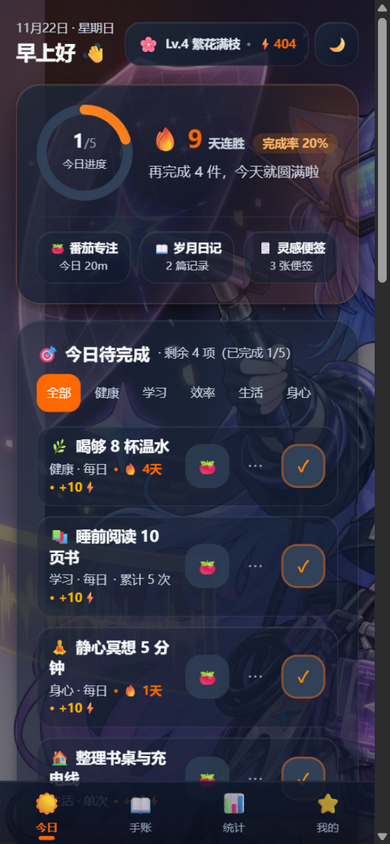 11月22日 · 星期日
早上好 👋
🌸 Lv.4 繁花满枝 • ⚡ 404
🌙
1/5
今日进度
🔥 9 天连胜 完成率 20%
再完成 4 件，今天就圆满啦
🍅 番茄专注
今日 20m
📖 岁月日记
2 篇记录
📱 灵感便签
3 张便签
🎯 今日待完成 · 剩余 4 项 (已完成 1/5)
全部 健康 学习 效率 生活 身心
🌿 喝够 8 杯温水
健康 · 每日 • 🔥 4天
• +10 ⚡
🍅 ··· ✓
📚 睡前阅读 10
页书
学习 · 每日 · 累计 5 次
• +10 ⚡
🍅 ··· ✓
🧘 静心冥想 5 分
钟
身心 · 每日 • 🔥 1天
• +10 ⚡
🍅 ··· ✓
🏠 整理书桌与充
电线
生活 · 单次 • +10 ⚡
🍅 ··· ✓
今日 手账 统计 我的